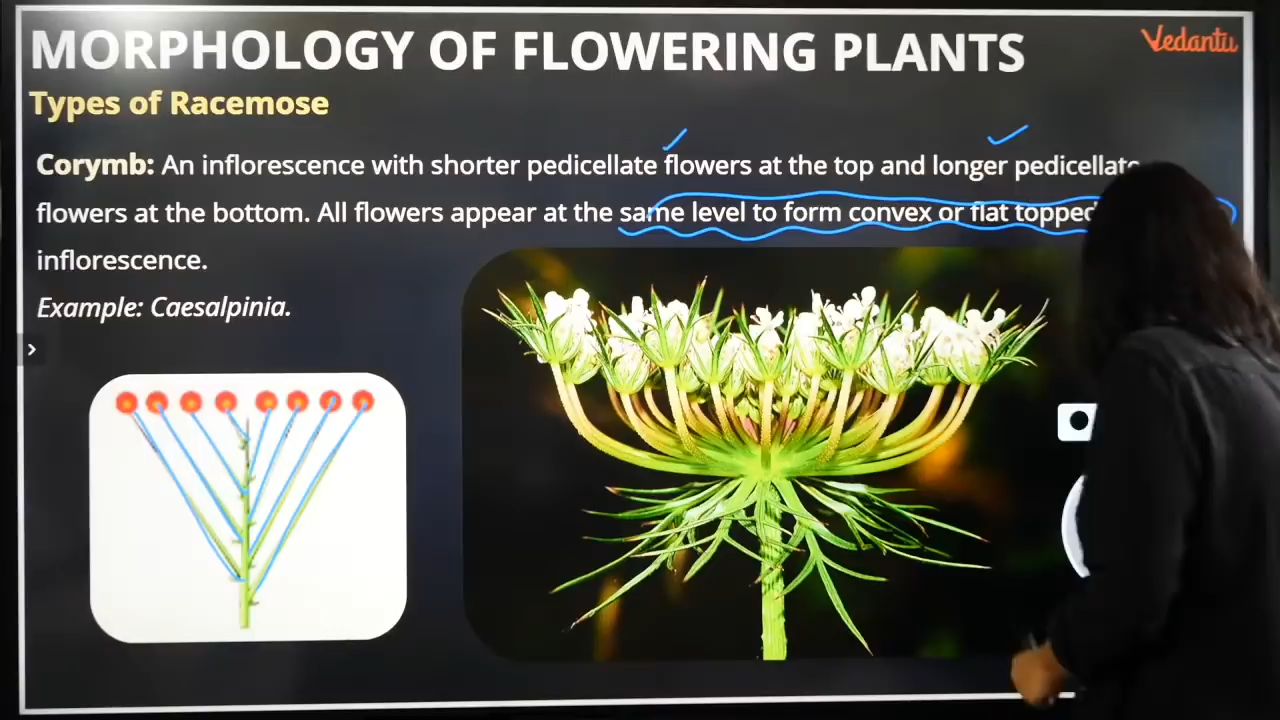 MORPHOLOGY OF FLOWERING PLANTS
Vedantu
Types of Racemose
Corymb: An inflorescence with shorter pedicellate flowers at the top and longer pedicellate
flowers at the bottom. All flowers appear at the same level to form convex or flat topped
inflorescence.
Example: Caesalpinia.